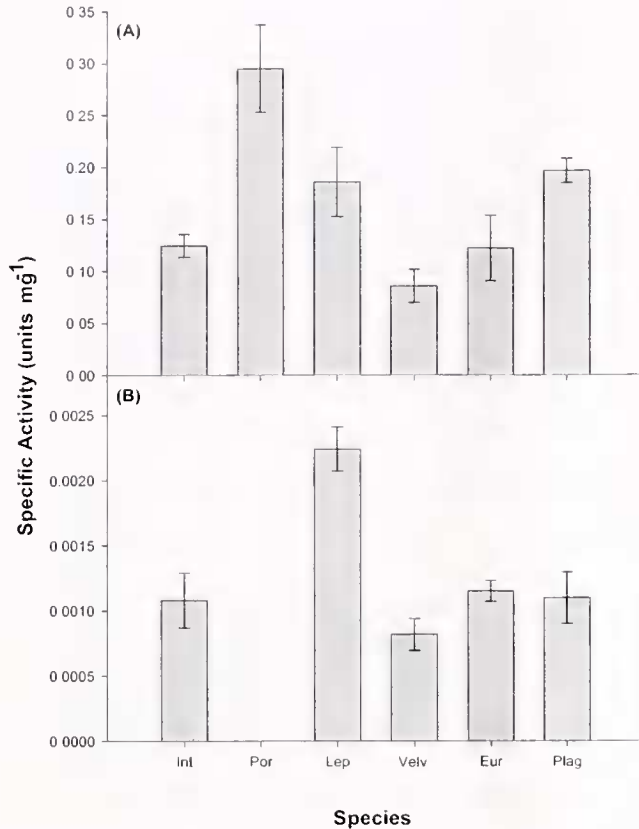 0 35
(A)
0 30
0 25
0 20
0 15
0 10
0 05
0 00
(B)
0 0025
0 0020
0 0015
0 0010
0 0005
0 0000
Specific Activity (units mg¯1)
Int Por Lep Velv Eur Plag
Species